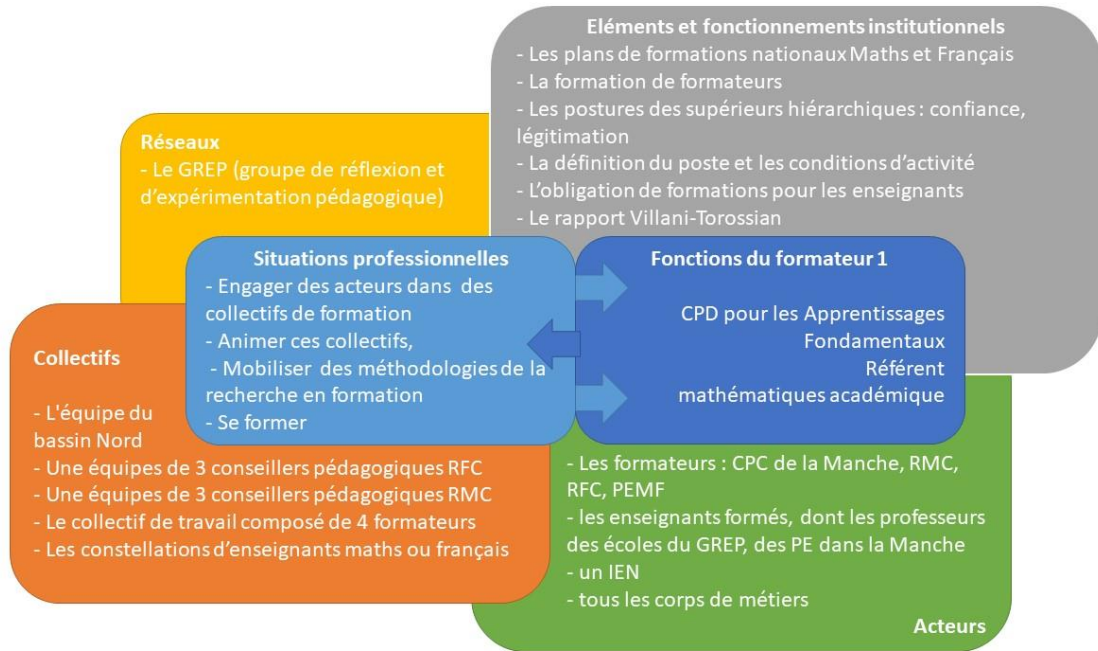 Eléments et fonctionnements institutionnels
- Les plans de formations nationaux Maths et Français
- La formation de formateurs
- Les postures des supérieurs hiérarchiques : confiance,
légitimation
- La définition du poste et les conditions d’activité
- L’obligation de formations pour les enseignants
- Le rapport Villani-Torossian
Réseaux
- Le GREP (groupe de réflexion et
d’expérimentation pédagogique)
Situations professionnelles
- Engager des acteurs dans des
collectifs de formation
- Animer ces collectifs,
- Mobiliser des méthodologies de la
recherche en formation
- Se former
Fonctions du formateur 1
CPD pour les Apprentissages
Fondamentaux
Référent
mathématiques académique
Collectifs
- L'équipe du
bassin Nord
- Une équipes de 3 conseillers pédagogiques RFC
- Une équipes de 3 conseillers pédagogiques RMC
- Le collectif de travail composé de 4 formateurs
- Les constellations d’enseignants maths ou français
- Les formateurs : CPC de la Manche, RMC,
RFC, PEMF
- les enseignants formés, dont les professeurs
des écoles du GREP, des PE dans la Manche
- un IEN
- tous les corps de métiers
Acteurs